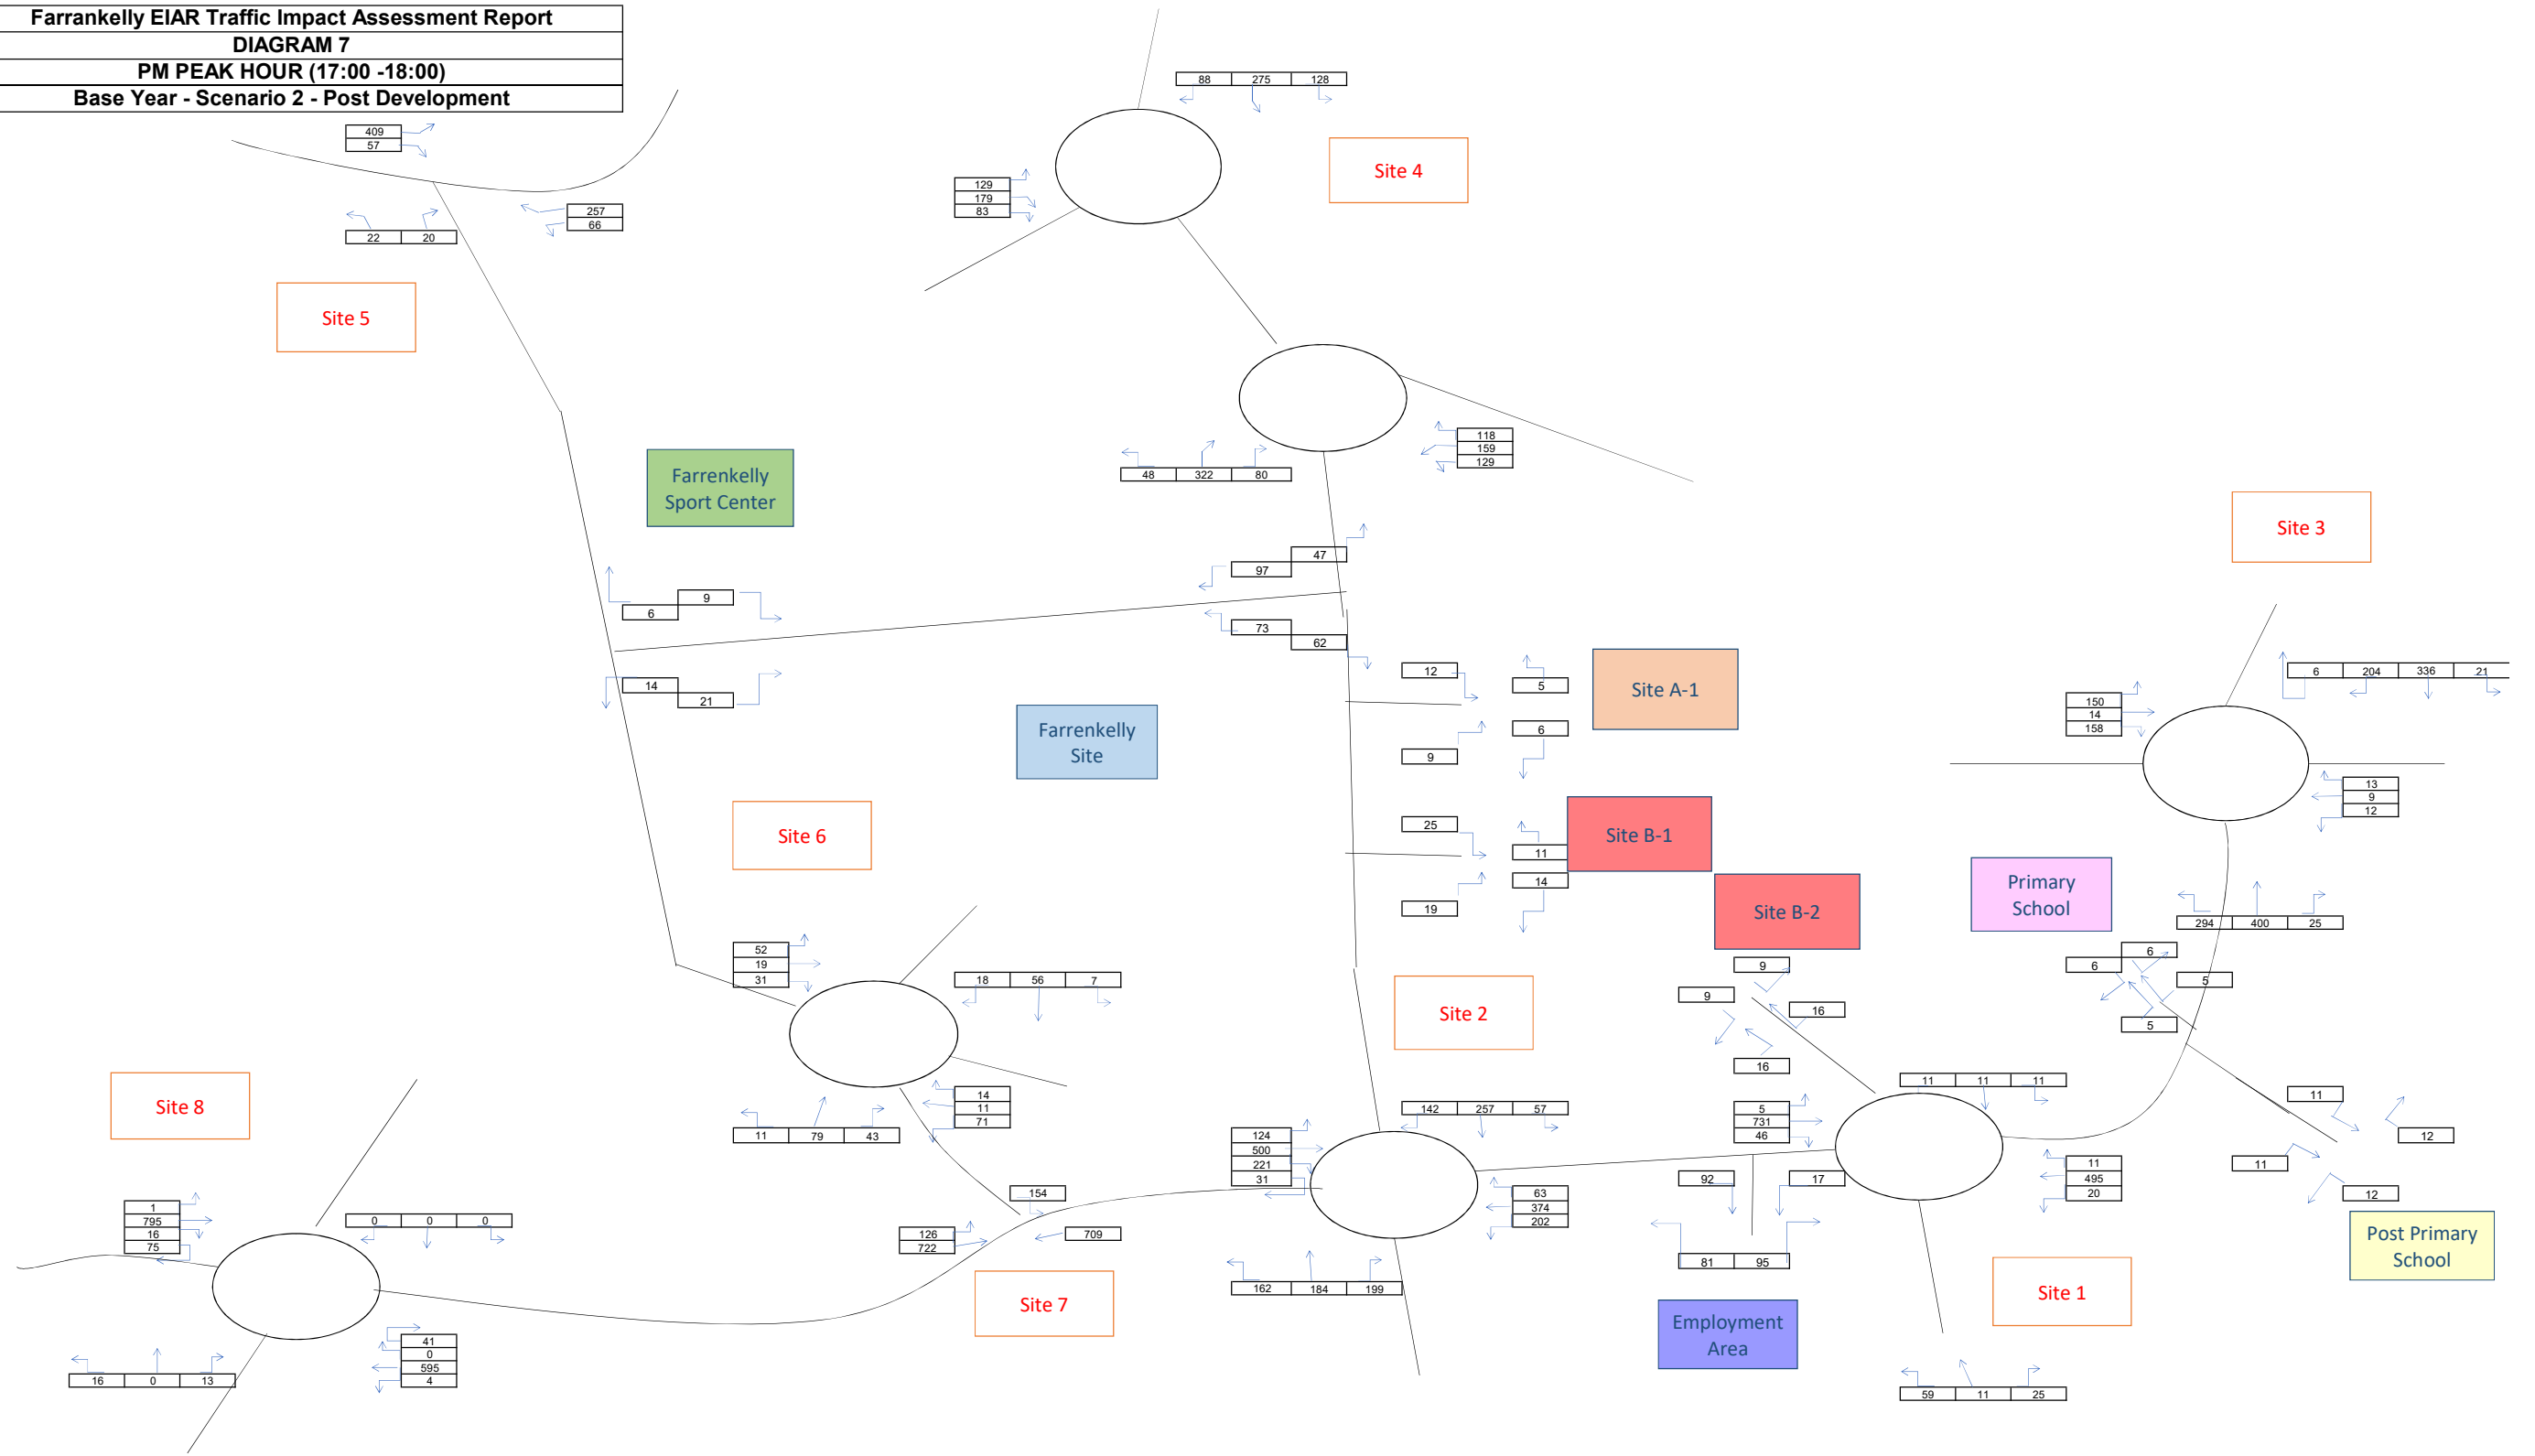 Farrankelly EIAR Traffic Impact Assessment Report
DIAGRAM 7
PM PEAK HOUR (17:00 -18:00)
Base Year - Scenario 2 - Post Development
88 275 128
409
57
Site 4
129
179
83
257
66
22 20
Site 5
118
159
129
48 322 80
Farrenkelly
Sport Center
Site 3
47
97
9
6
73
62
12
5
Site A-1
6 204 336 21
14
21
150
14
158
Farrenkelly
Site
6
9
13
9
12
Site 6
25
Site B-1
11
14
19
Site B-2
Primary
School
294 400 25
52
19
31
18 56 7
9
9
16
6
6
5
5
Site 2
16
Site 8
14
11
71
11 79 43
142 257 57
124
500
221
31
5
731
46
11 11 11
11
12
11
12
92 17
11
495
20
154
63
374
202
1
795
16
75
0 0 0
126
722
709
Post Primary
School
81 95
162 184 199
Site 7
Site 1
Employment
Area
41
0
595
4
16 0 13
59 11 25